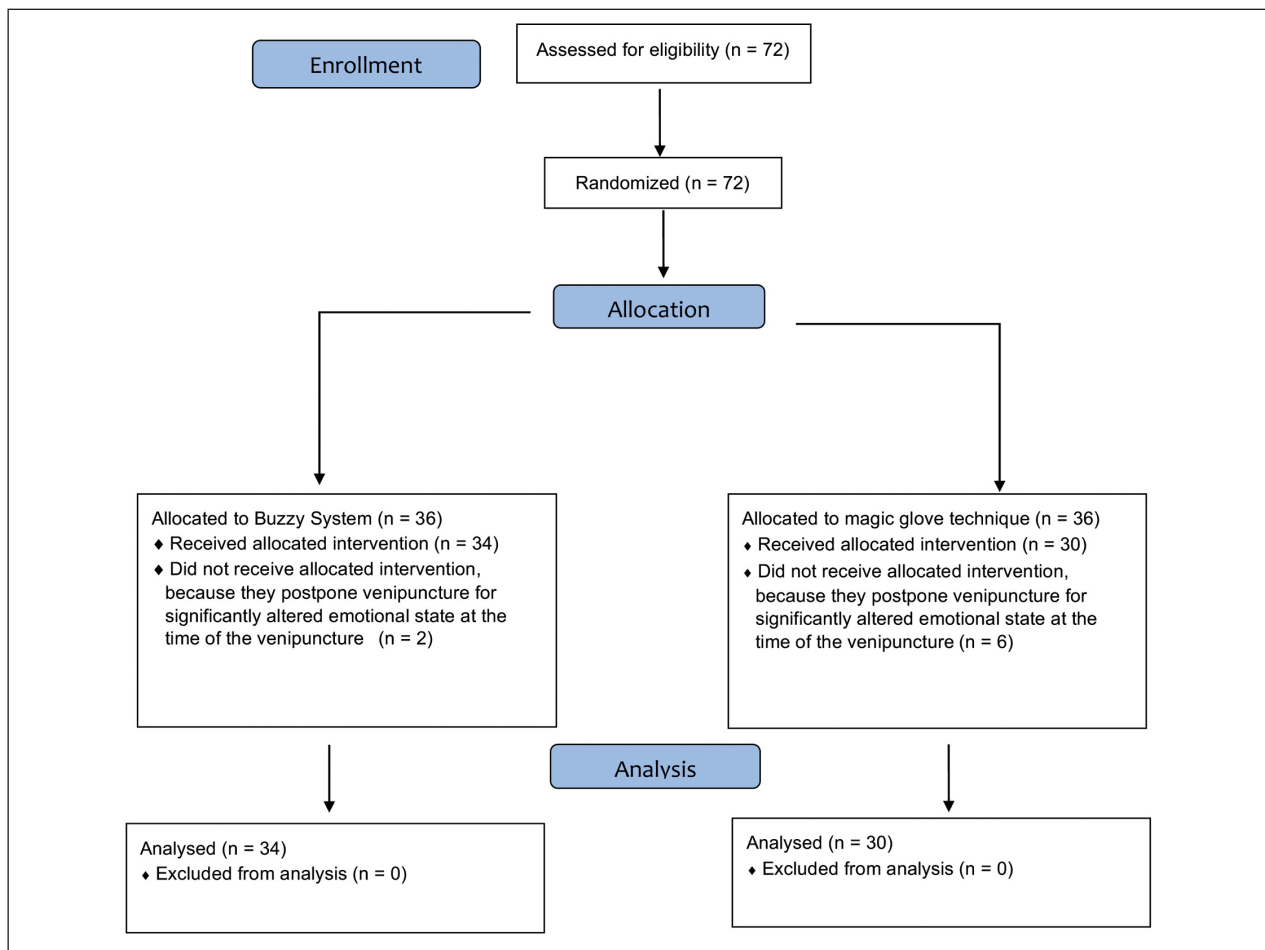 Enrollment
Assessed for eligibility (n = 72)
Randomized (n = 72)
Allocation
Allocated to Buzzy System (n = 36)
♦ Received allocated intervention (n = 34)
♦ Did not receive allocated intervention,
because they postpone venipuncture for
significantly altered emotional state at the
time of the venipuncture (n = 2)
Allocated to magic glove technique (n = 36)
♦ Received allocated intervention (n = 30)
♦ Did not receive allocated intervention,
because they postpone venipuncture for
significantly altered emotional state at the
time of the venipuncture (n = 6)
Analysis
Analysed (n = 34)
♦ Excluded from analysis (n = 0)
Analysed (n = 30)
♦ Excluded from analysis (n = 0)